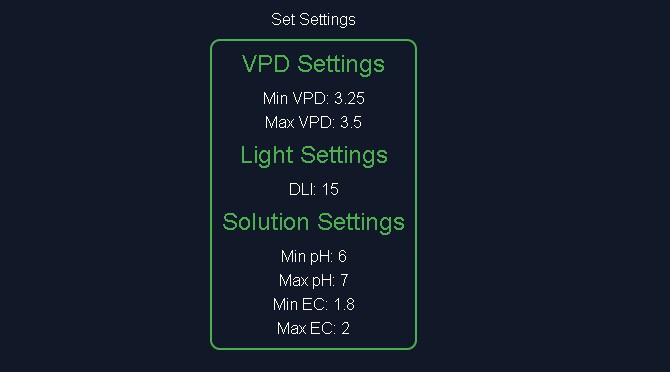 Set Settings
VPD Settings
Min VPD: 3.25
Max VPD: 3.5
Light Settings
DLI: 15
Solution Settings
Min pH: 6
Max pH: 7
Min EC: 1.8
Max EC: 2